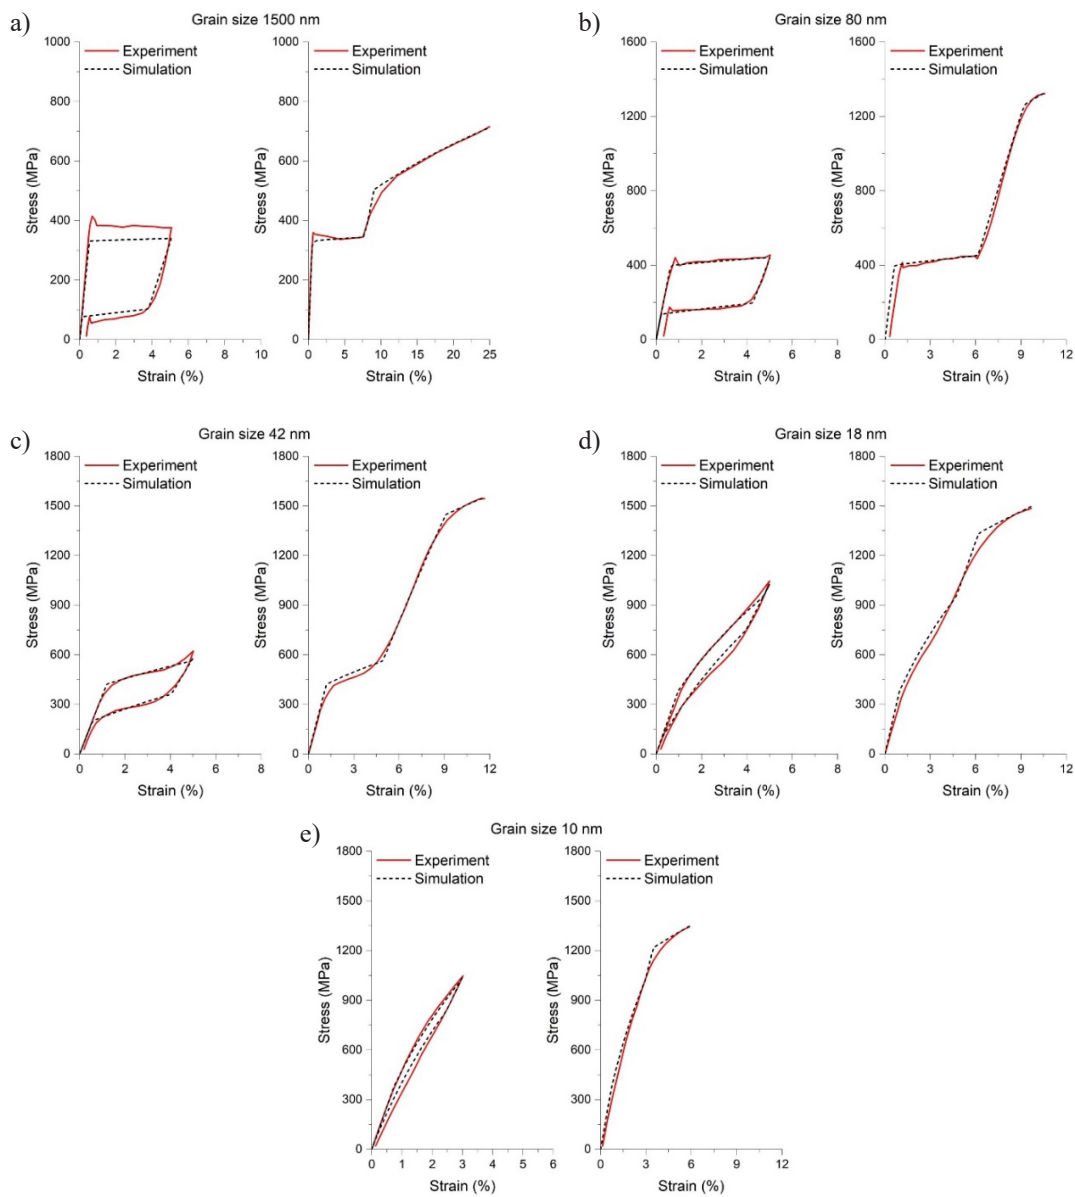 a)
Grain size 1500 nm
1000
800
600
400
200
0
Stress (MPa)
Experiment
Simulation
0 2 4 6 8 10
Strain (%)
1000
800
600
400
200
0
Stress (MPa)
Experiment
Simulation
0 5 10 15 20 25
Strain (%)
b)
Grain size 80 nm
1600
1200
800
400
0
Stress (MPa)
Experiment
Simulation
0 2 4 6 8
Strain (%)
1600
1200
800
400
0
Stress (MPa)
Experiment
Simulation
0 3 6 9 12
Strain (%)
c)
Grain size 42 nm
1800
1500
1200
900
600
300
0
Stress (MPa)
Experiment
Simulation
0 2 4 6 8
Strain (%)
1800
1500
1200
900
600
300
0
Stress (MPa)
Experiment
Simulation
0 3 6 9 12
Strain (%)
d)
Grain size 18 nm
1800
1500
1200
900
600
300
0
Stress (MPa)
Experiment
Simulation
0 2 4 6 8
Strain (%)
1800
1500
1200
900
600
300
0
Stress (MPa)
Experiment
Simulation
0 3 6 9 12
Strain (%)
e)
Grain size 10 nm
1800
1500
1200
900
600
300
0
Stress (MPa)
Experiment
Simulation
0 1 2 3 4 5 6
Strain (%)
1800
1500
1200
900
600
300
0
Stress (MPa)
Experiment
Simulation
0 3 6 9 12
Strain (%)